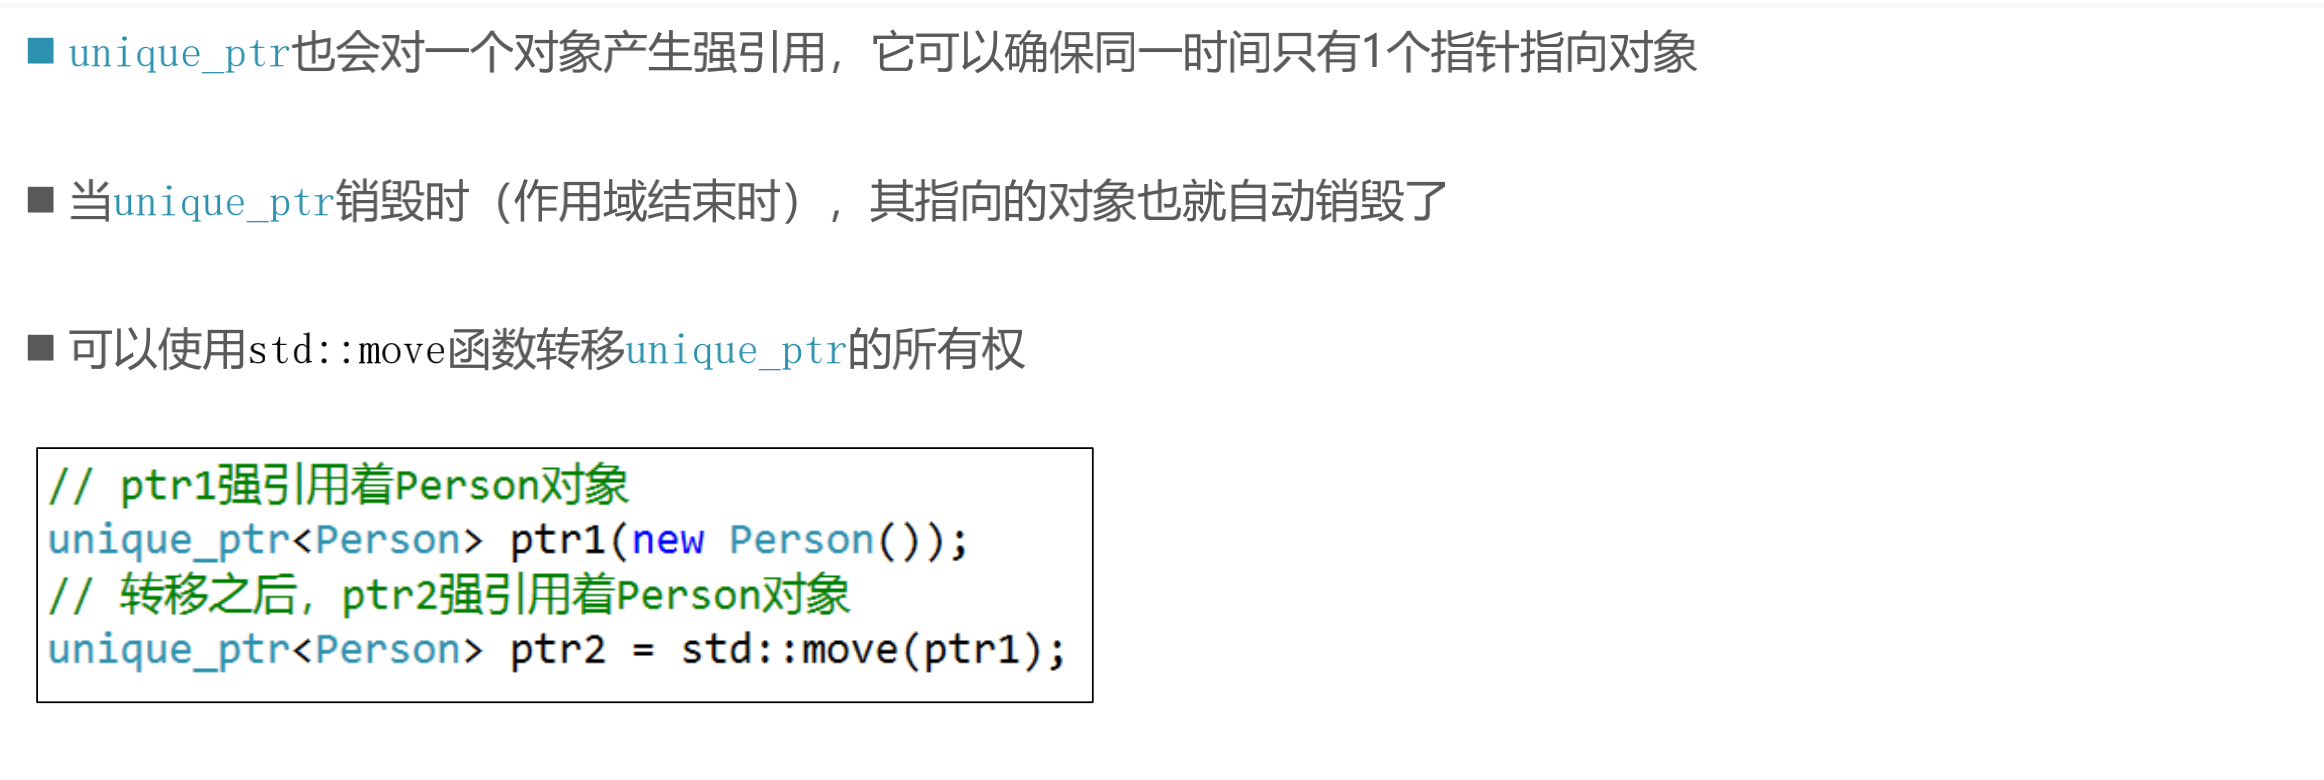 unique_ptr也会对一个对象产生强引用，它可以确保同一时间只有1个指针指向对象
当unique_ptr销毁时（作用域结束时），其指向的对象也就自动销毁了
可以使用std::move函数转移unique_ptr的所有权
// ptr1强引用着Person对象
unique_ptr<Person> ptr1(new Person());
// 转移之后，ptr2强引用着Person对象
unique_ptr<Person> ptr2 = std::move(ptr1);